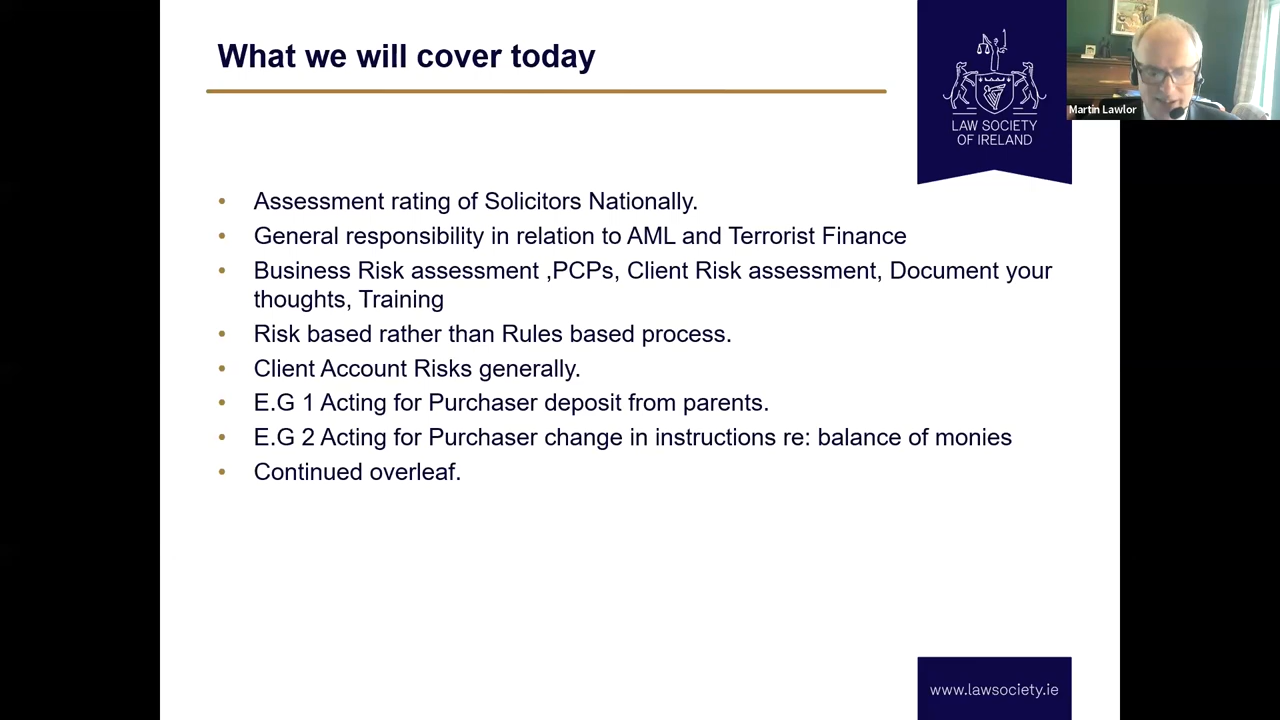 What we will cover today
LAW SOCIETY
OF IRELAND
Martin Lawlor
• Assessment rating of Solicitors Nationally.
• General responsibility in relation to AML and Terrorist Finance
• Business Risk assessment ,PCPs, Client Risk assessment, Document your
thoughts, Training
• Risk based rather than Rules based process.
• Client Account Risks generally.
• E.G 1 Acting for Purchaser deposit from parents.
• E.G 2 Acting for Purchaser change in instructions re: balance of monies
• Continued overleaf.
www.lawsociety.ie